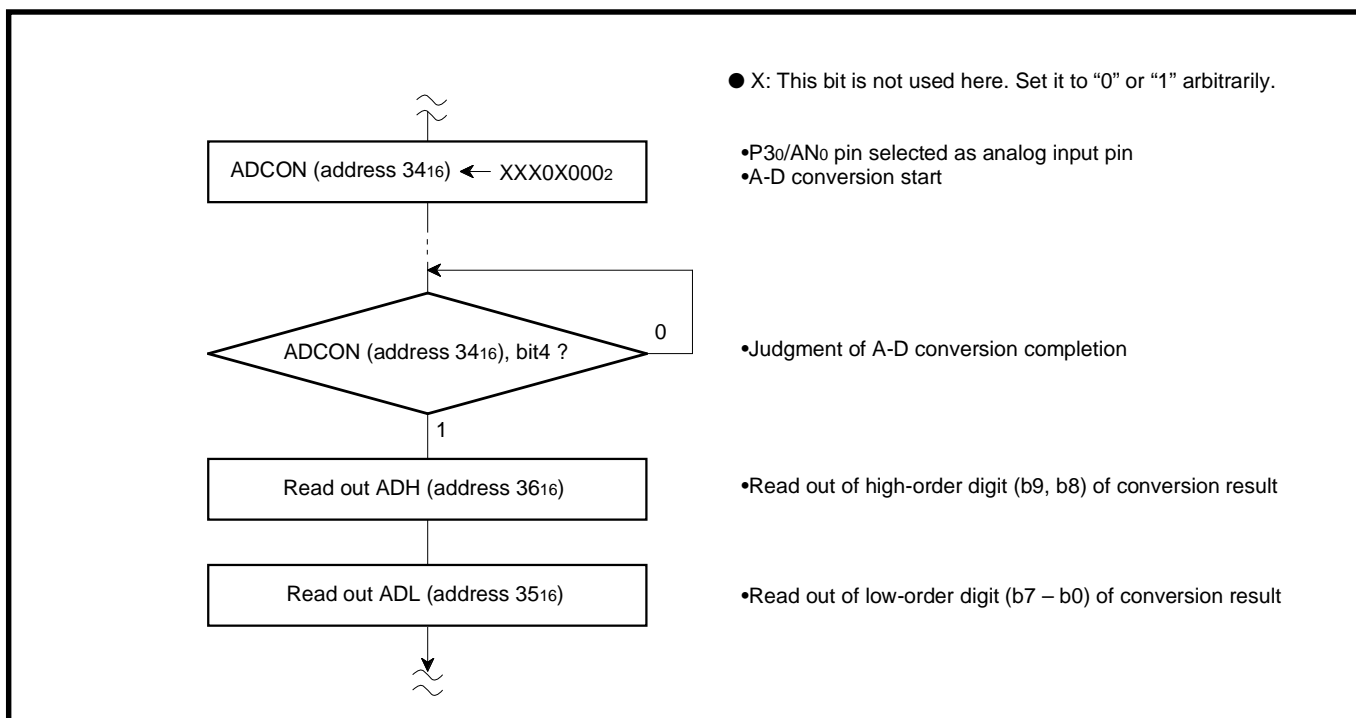 ● X: This bit is not used here. Set it to “0” or “1” arbitrarily.
ADCON (address 3416) ← XXX0X0002
•P30/AN0 pin selected as analog input pin
•A-D conversion start
ADCON (address 3416), bit4 ?
0
•Judgment of A-D conversion completion
1
Read out ADH (address 3616)
•Read out of high-order digit (b9, b8) of conversion result
Read out ADL (address 3516)
•Read out of low-order digit (b7 – b0) of conversion result